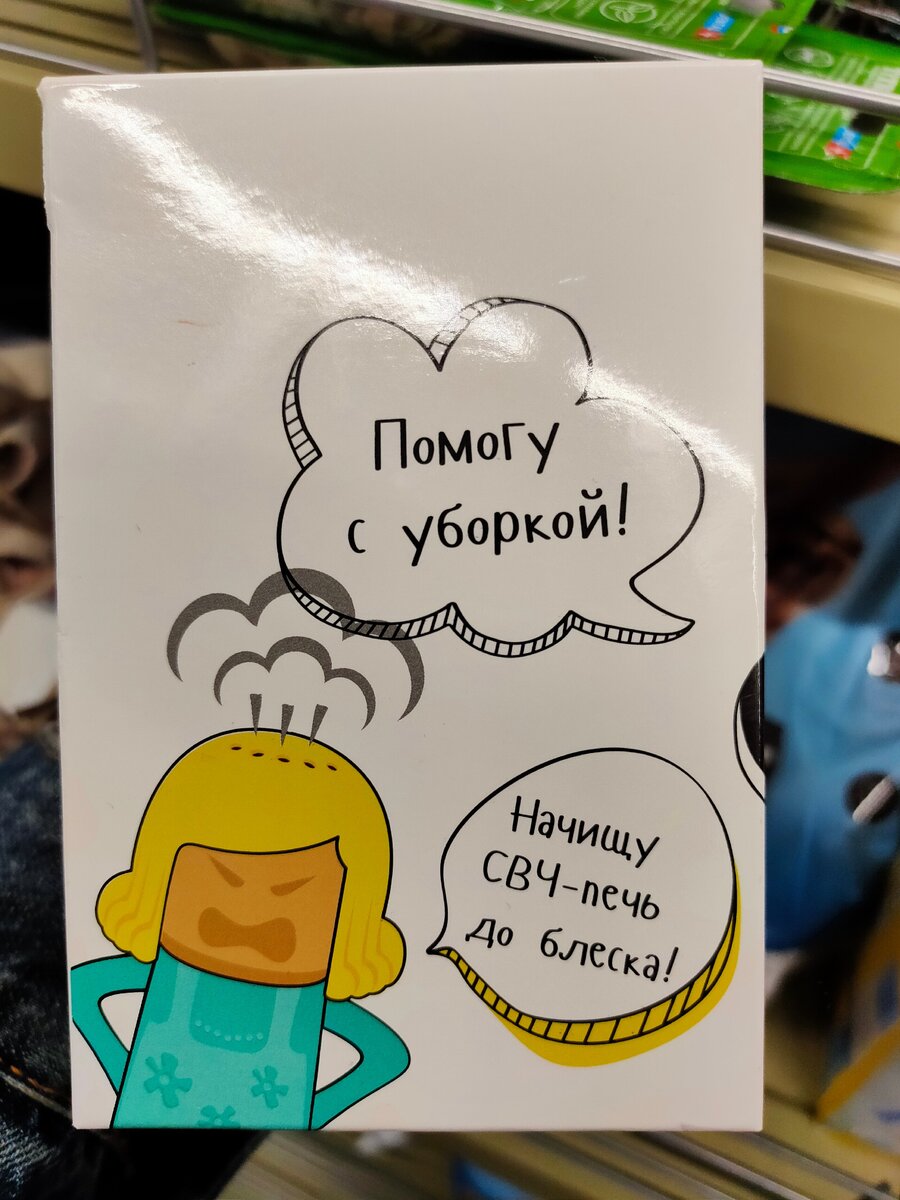 Помогу
с уборкой!
Начищу
СВЧ-печь
до блеска!